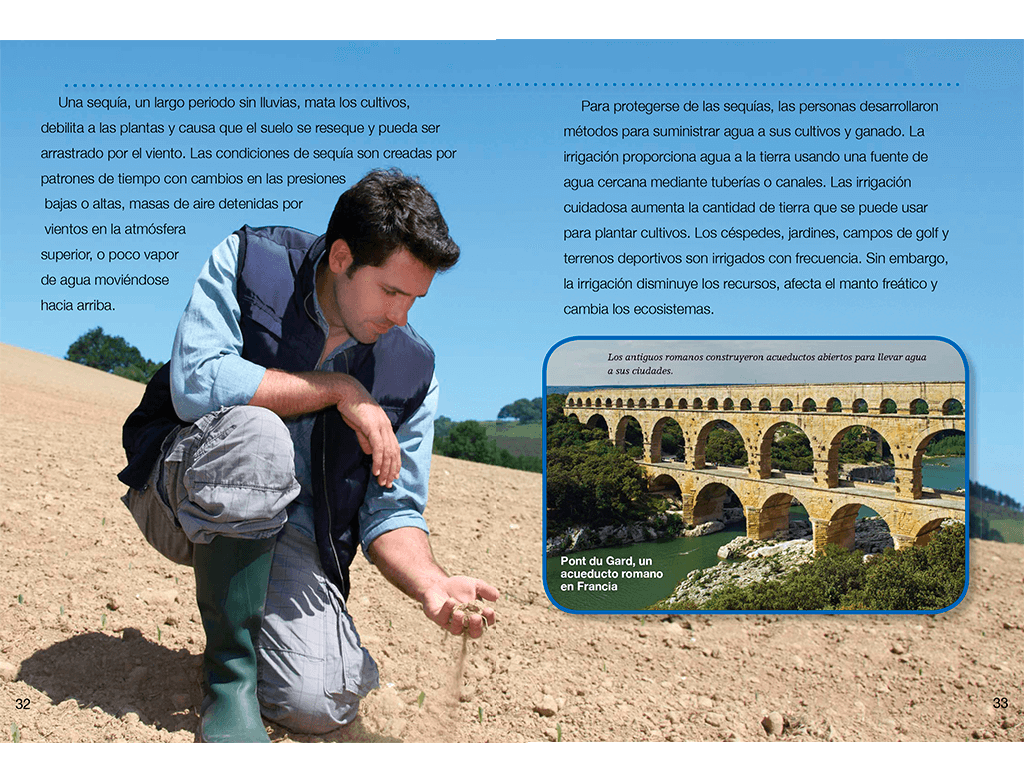 Una sequía, un largo periodo sin lluvias, mata los cultivos,
debilita a las plantas y causa que el suelo se reseque y pueda ser
arrastrado por el viento. Las condiciones de sequía son creadas por
patrones de tiempo con cambios en las presiones
bajas o altas, masas de aire detenidas por
vientos en la atmósfera
superior, o poco vapor
de agua moviéndose
hacia arriba.
32
Para protegerse de las sequías, las personas desarrollaron
métodos para suministrar agua a sus cultivos y ganado. La
irrigación proporciona agua a la tierra usando una fuente de
agua cercana mediante tuberías o canales. Las irrigación
cuidadosa aumenta la cantidad de tierra que se puede usar
para plantar cultivos. Los céspedes, jardines, campos de golf y
terrenos deportivos son irrigados con frecuencia. Sin embargo,
la irrigación disminuye los recursos, afecta el manto freático y
cambia los ecosistemas.
Los antiguos romanos construyeron acueductos abiertos para llevar agua
a sus ciudades.
Pont du Gard, un
acueducto romano
en Francia
33